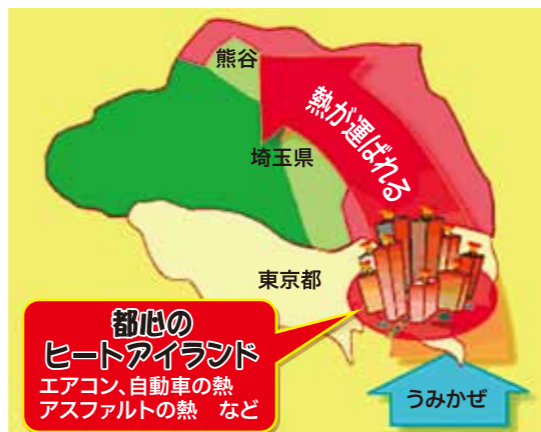 熊谷
熱が運ばれる
埼玉県
東京都
都心の
ヒートアイランド
エアコン、自動車の熱
アスファルトの熱　など
うみかぜ